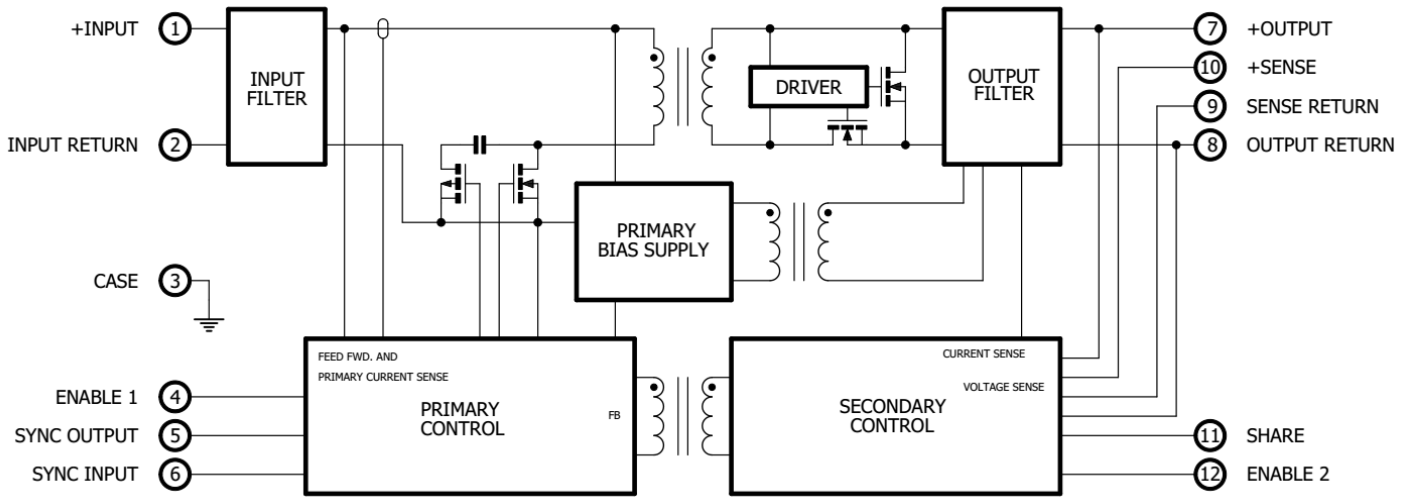 +INPUT 1
INPUT RETURN 2
CASE 3
ENABLE 1 4
SYNC OUTPUT 5
SYNC INPUT 6
INPUT
FILTER
DRIVER
OUTPUT
FILTER
PRIMARY
BIAS SUPPLY
FEED FWD. AND
PRIMARY CURRENT SENSE
PRIMARY
CONTROL
FB
CURRENT SENSE
VOLTAGE SENSE
SECONDARY
CONTROL
7 +OUTPUT
10 +SENSE
9 SENSE RETURN
8 OUTPUT RETURN
11 SHARE
12 ENABLE 2